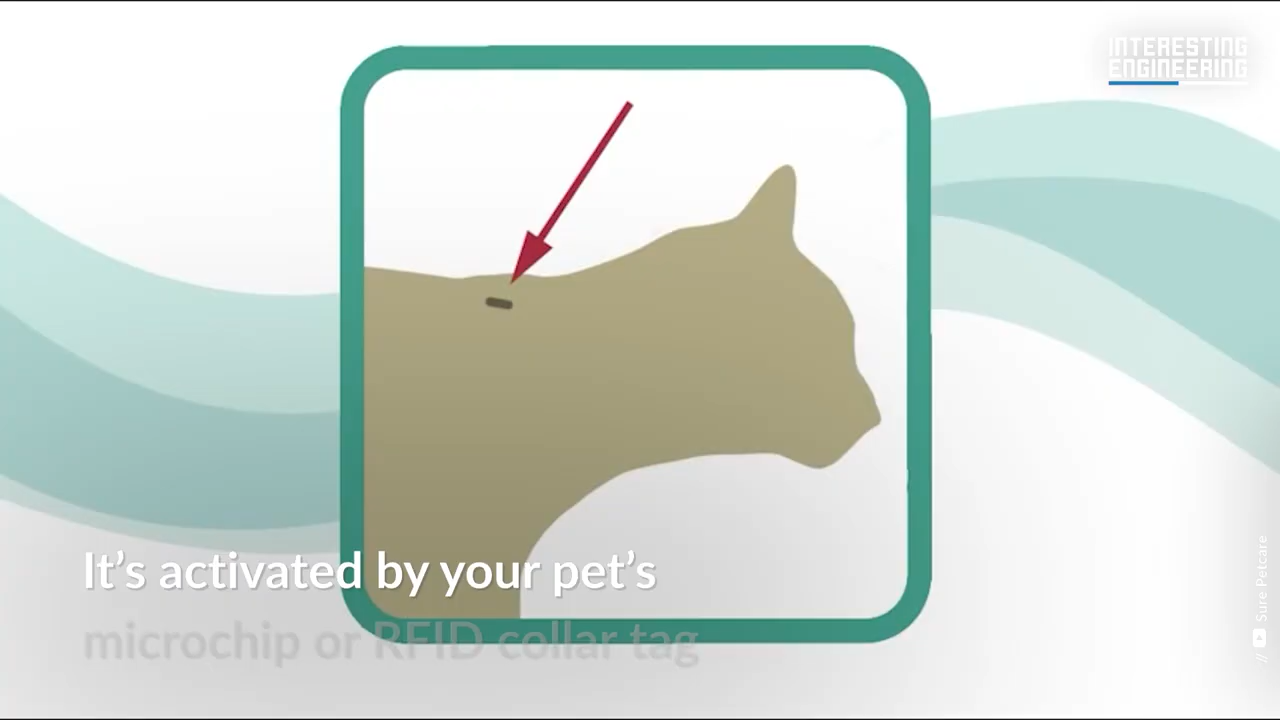 INTERESTING
ENGINEERING
It's activated by your pet's
microchip or RFID collar tag
// Sure Petcare